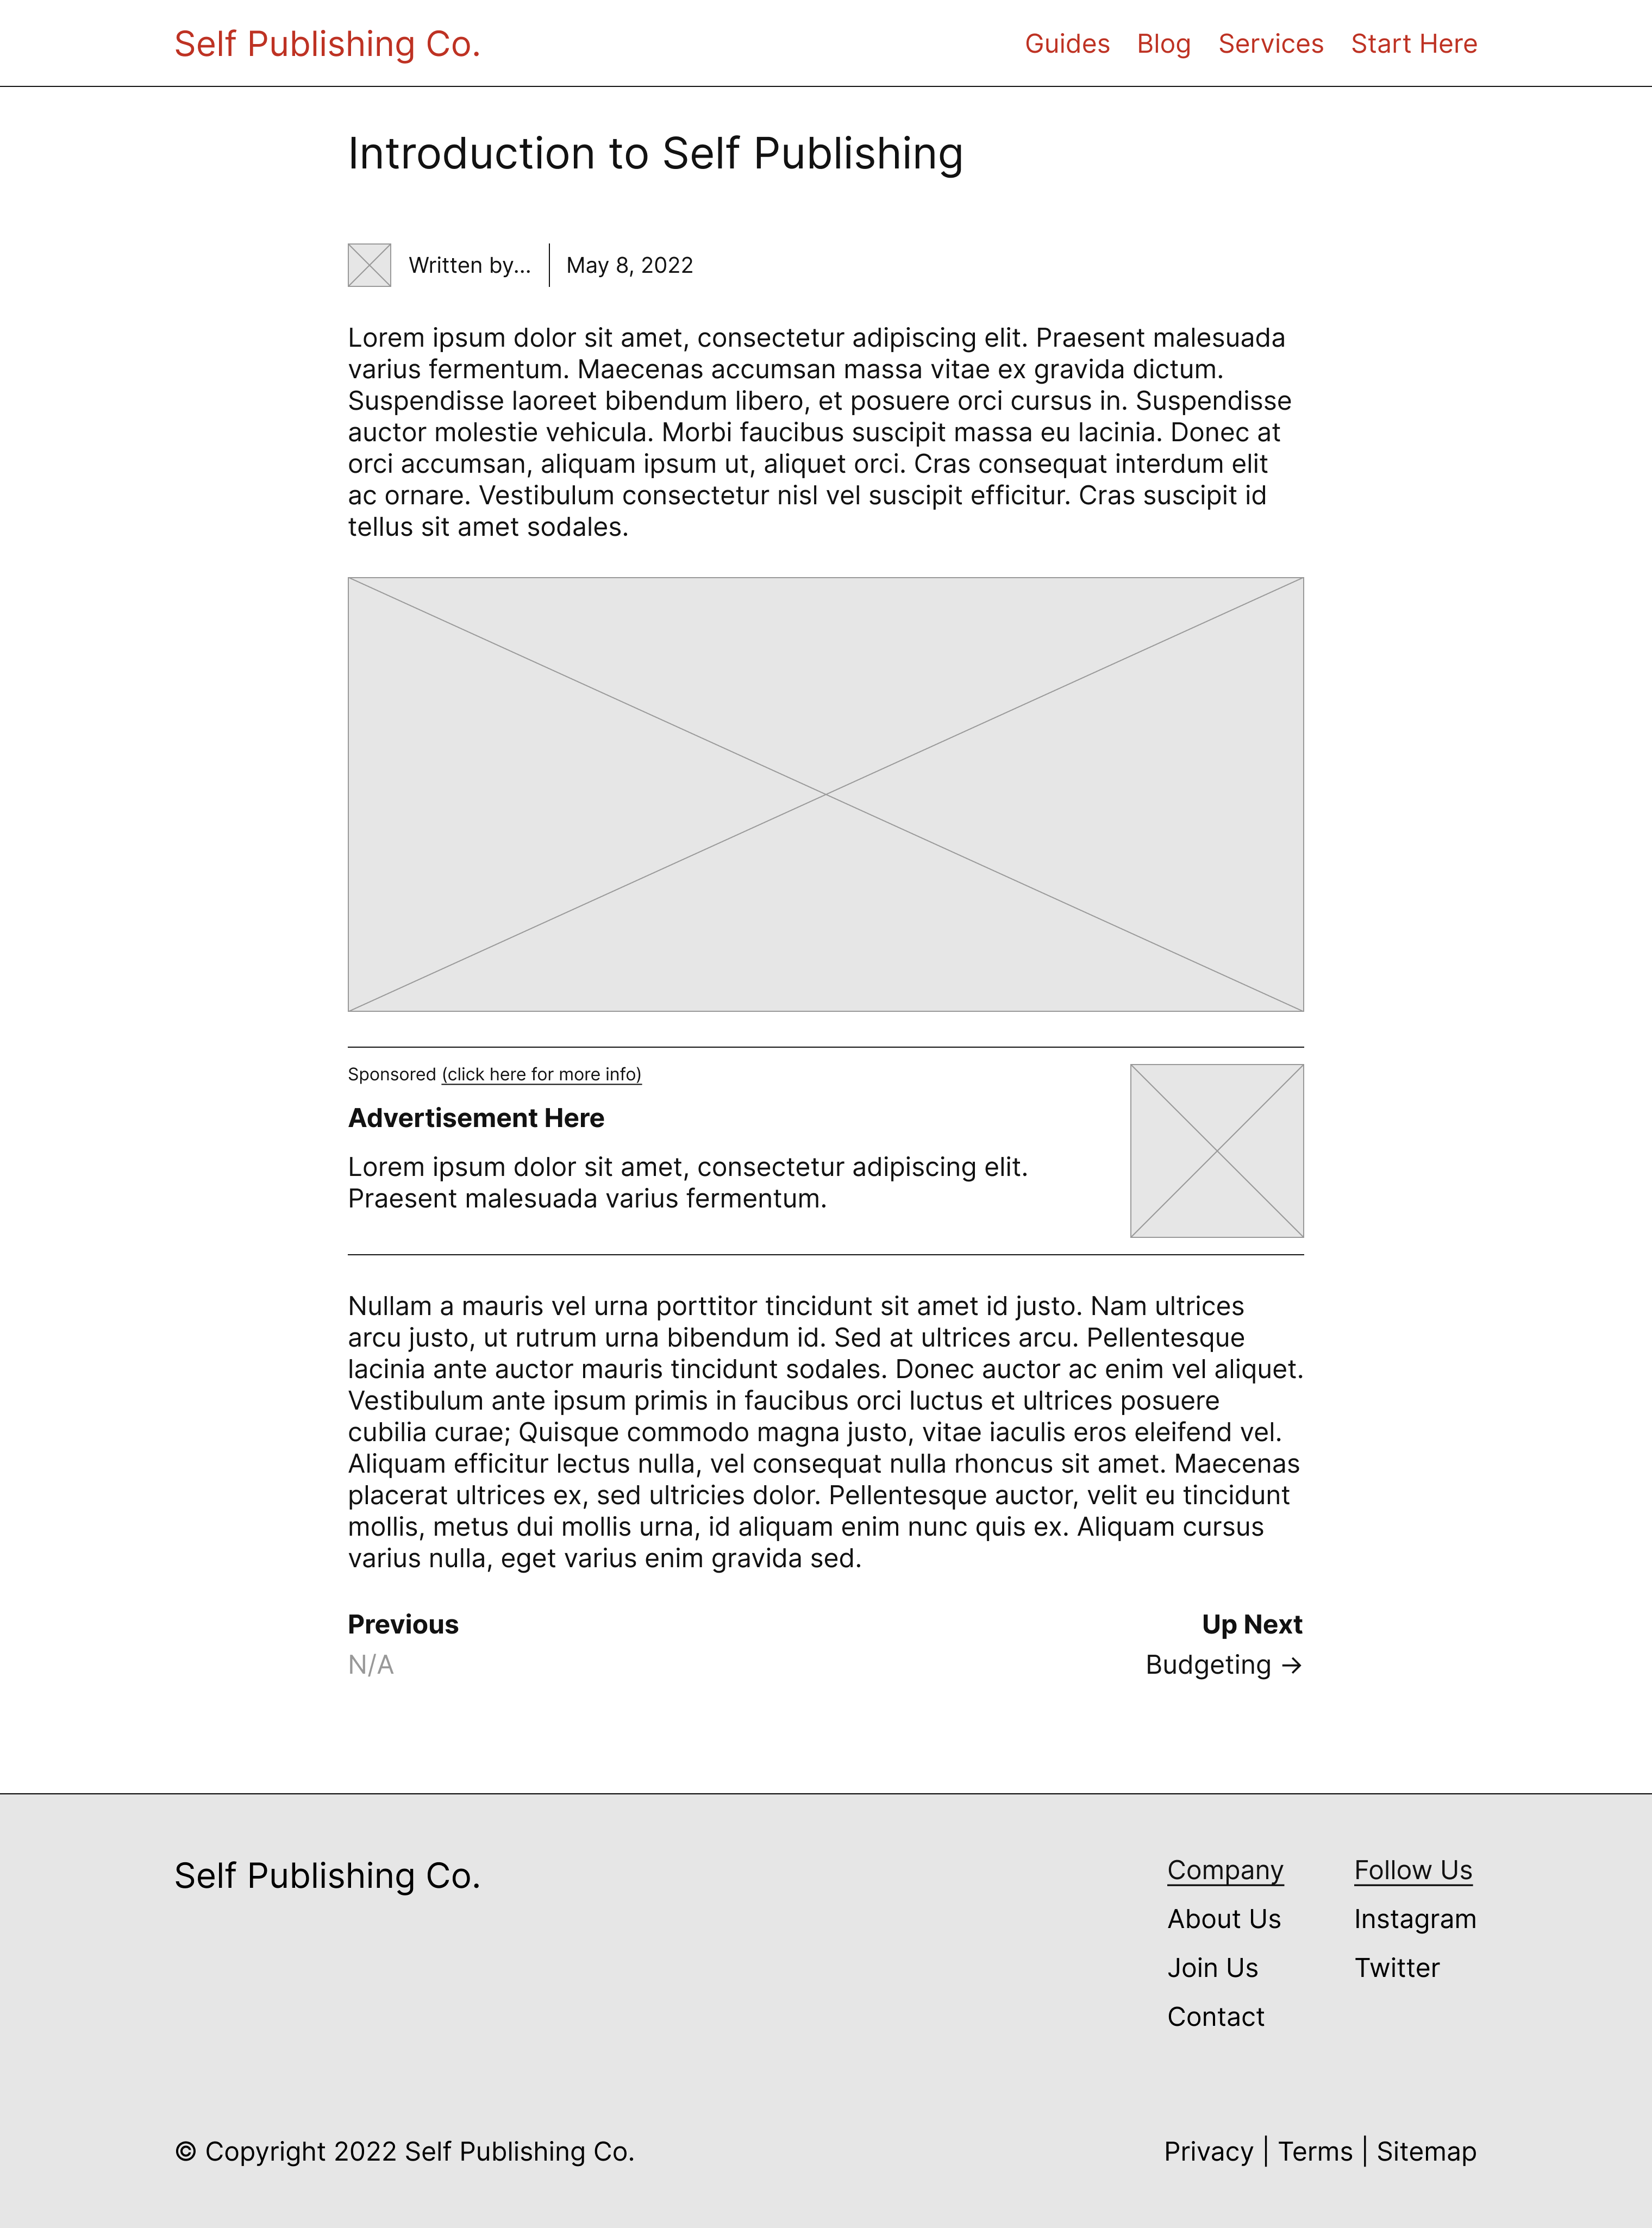 Self Publishing Co.
Guides Blog Services Start Here
Introduction to Self Publishing
Written by... May 8, 2022
Lorem ipsum dolor sit amet, consectetur adipiscing elit. Praesent malesuada
varius fermentum. Maecenas accumsan massa vitae ex gravida dictum.
Suspendisse laoreet bibendum libero, et posuere orci cursus in. Suspendisse
auctor molestie vehicula. Morbi faucibus suscipit massa eu lacinia. Donec at
orci accumsan, aliquam ipsum ut, aliquet orci. Cras consequat interdum elit
ac ornare. Vestibulum consectetur nisl vel suscipit efficitur. Cras suscipit id
tellus sit amet sodales.
Sponsored (click here for more info)
Advertisement Here
Lorem ipsum dolor sit amet, consectetur adipiscing elit.
Praesent malesuada varius fermentum.
Nullam a mauris vel urna porttitor tincidunt sit amet id justo. Nam ultrices
arcu justo, ut rutrum urna bibendum id. Sed at ultrices arcu. Pellentesque
lacinia ante auctor mauris tincidunt sodales. Donec auctor ac enim vel aliquet.
Vestibulum ante ipsum primis in faucibus orci luctus et ultrices posuere
cubilia curae; Quisque commodo magna justo, vitae iaculis eros eleifend vel.
Aliquam efficitur lectus nulla, vel consequat nulla rhoncus sit amet. Maecenas
placerat ultrices ex, sed ultricies dolor. Pellentesque auctor, velit eu tincidunt
mollis, metus dui mollis urna, id aliquam enim nunc quis ex. Aliquam cursus
varius nulla, eget varius enim gravida sed.
Previous
N/A
Up Next
Budgeting →
Self Publishing Co.
Company
About Us
Join Us
Contact
Follow Us
Instagram
Twitter
© Copyright 2022 Self Publishing Co.
Privacy | Terms | Sitemap